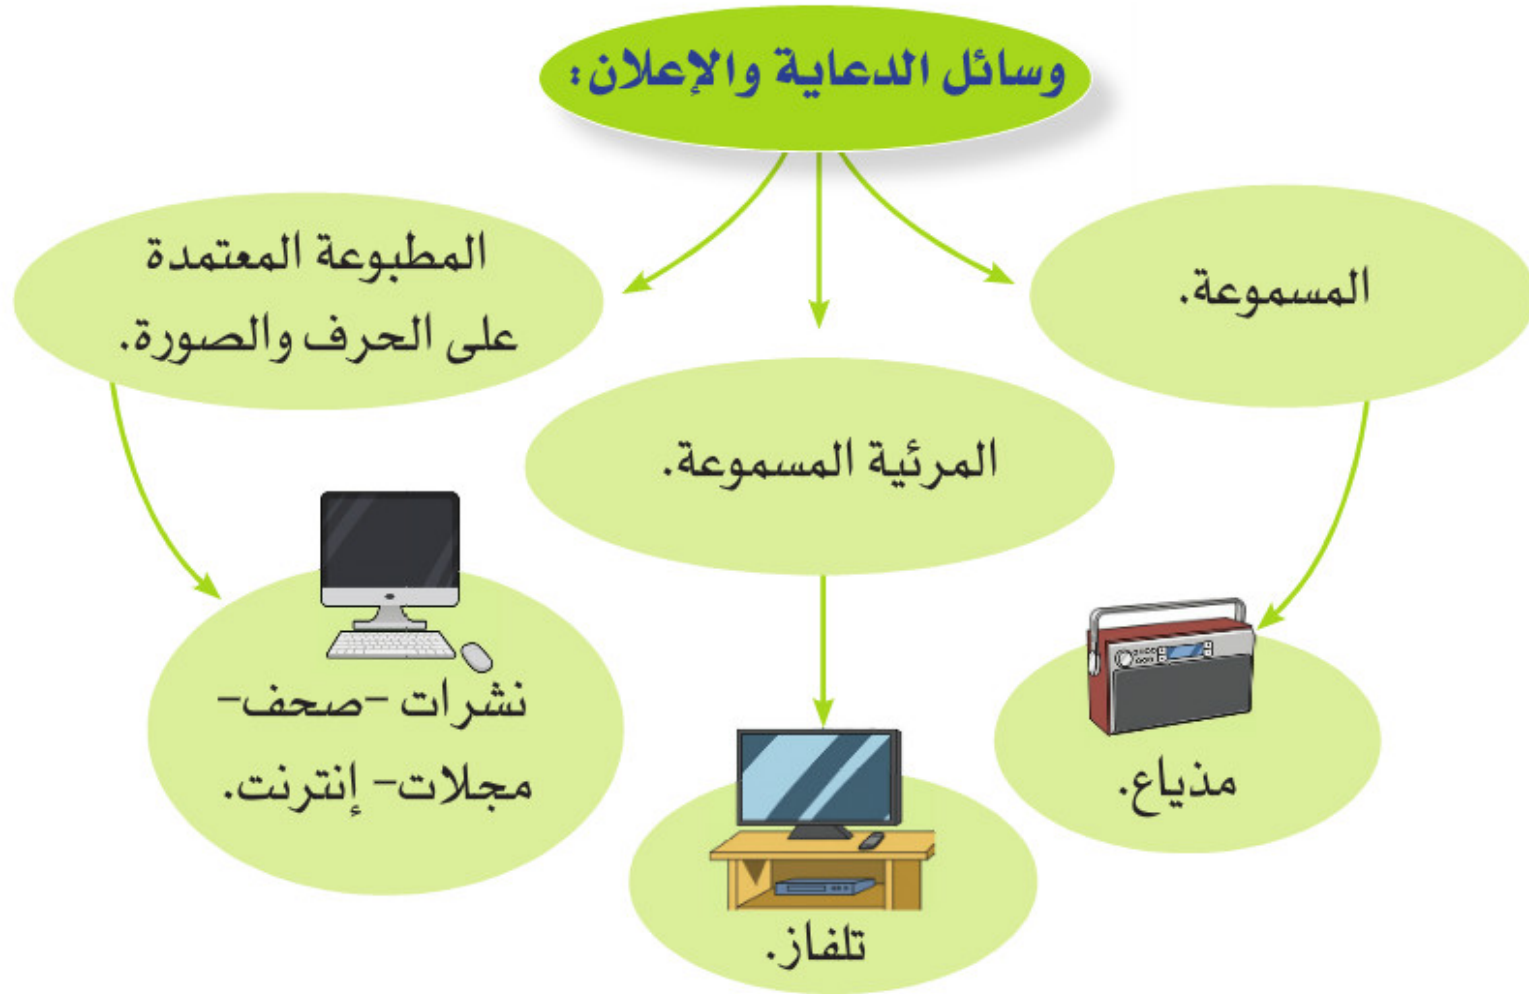 وسائل الدعاية والإعلان:
المسموعة.
مذياع.
المرئية المسموعة.
تلفاز.
المطبوعة المعتمدة
على الحرف والصورة.
نشرات -صحف-
مجلات- إنترنت.